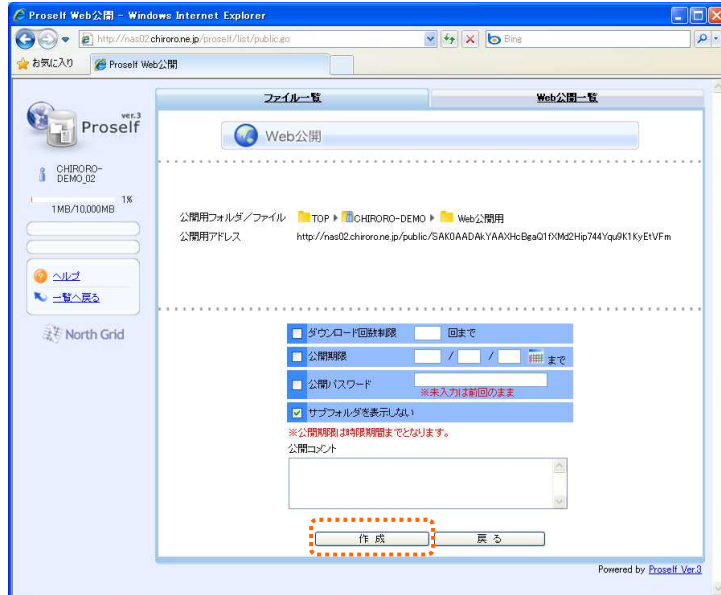 Proself Web公開 - Windows Internet Explorer
http://nas02.chiroro.ne.jp/proself/list/public.go
Bing
お気に入り
Proself Web公開
ファイル一覧
Web公開一覧
ver.3
Proself
Web公開
CHIRORO-
DEMO_02
1%
1MB/10,000MB
公開用フォルダ/ファイル TOP CHIRORO-DEMO Web公開用
公開用アドレス http://nas02.chiroro.ne.jp/public/SAK0AADAkYAAXHcBgaQ1fXMd2Hip744Yqu9K1KyEtVFm
ヘルプ
一覧へ戻る
North Grid
ダウンロード回数制限 回まで
公開期限 / / まで
公開パスワード
※未入力は前回のまま
サブフォルダを表示しない
※公開期限は時限期間までとなります。
公開コメント
作 成
戻 る
Powered by Proself Ver.3